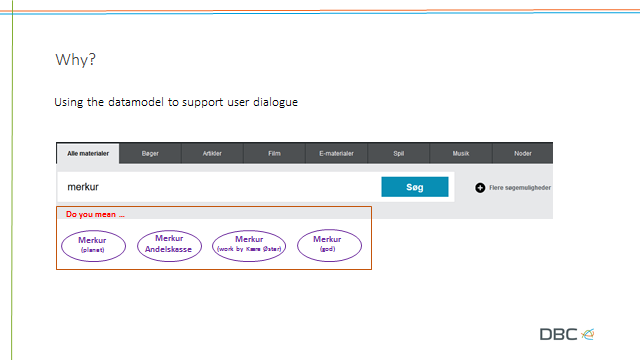 Why?
Using the datamodel to support user dialogue
Alle materialer Bøger Artikler Film E-materialer Spil Musik Noder
merkur Søg Flere søgemuligheder
Do you mean ...
Merkur Merkur Merkur Merkur
(planet) Andelskasse (work by Kaare Øster) (god)
DBC